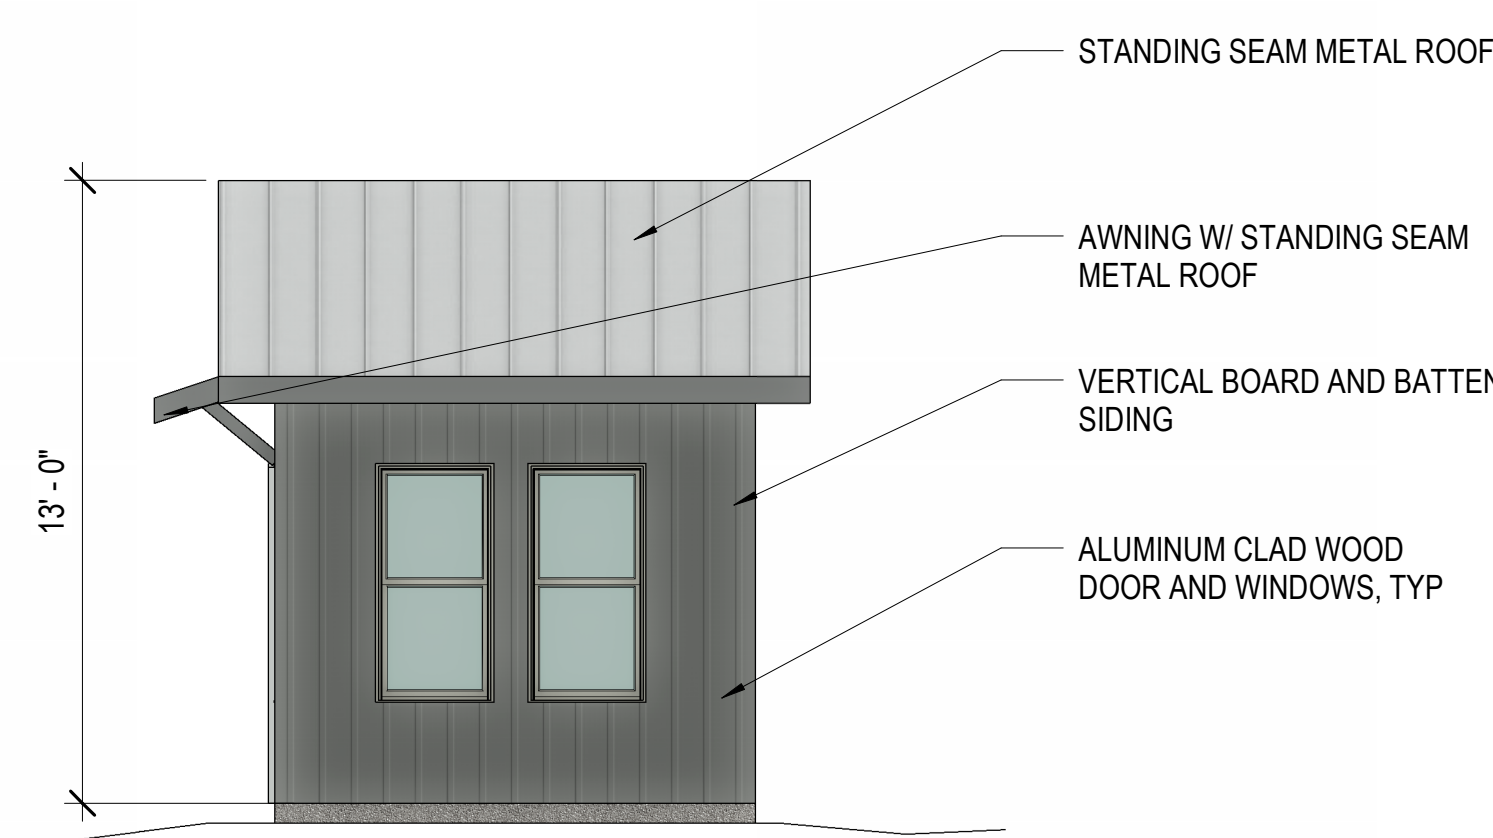 STANDING SEAM METAL ROOF
AWNING W/ STANDING SEAM
METAL ROOF
VERTICAL BOARD AND BATTEN
SIDING
13' - 0"
ALUMINUM CLAD WOOD
DOOR AND WINDOWS, TYP